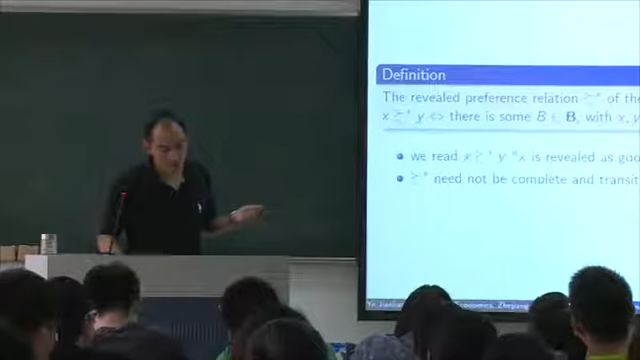 Definition
The revealed preference relation ≿* of the
x ≿* y ⇔ there is some B ∈ B, with x, y
we read x ≿* y "x is revealed as goo
≿* need not be complete and transit